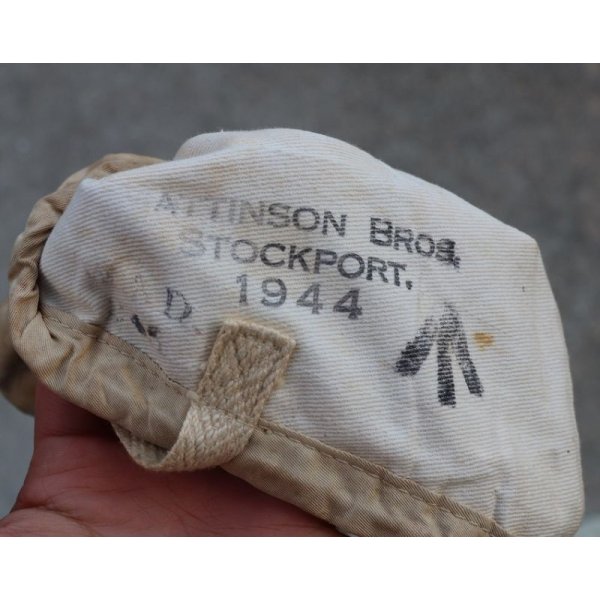 ATTINSON BROS.
STOCKPORT.
1944
D